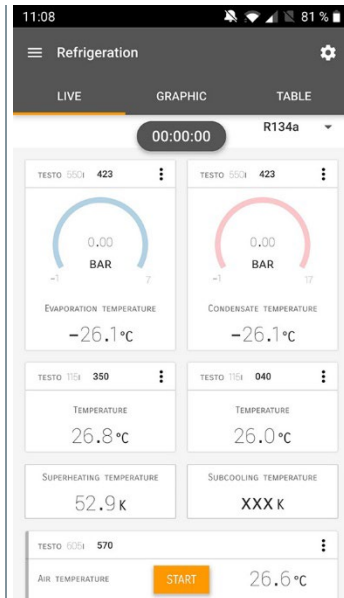 11:08 81 %
Refrigeration
LIVE GRAPHIC TABLE
00:00:00 R134a
TESTO 550i 423 TESTO 550i 423
0.00 0.00
BAR BAR
-1 7 -1 17
EVAPORATION TEMPERATURE CONDENSATE TEMPERATURE
-26.1°C -26.1°C
TESTO 115i 350 TESTO 115i 040
TEMPERATURE TEMPERATURE
26.8°C 26.0°C
SUPERHEATING TEMPERATURE SUBCOOLING TEMPERATURE
52.9 K XXX K
TESTO 605i 570
AIR TEMPERATURE START 26.6°C